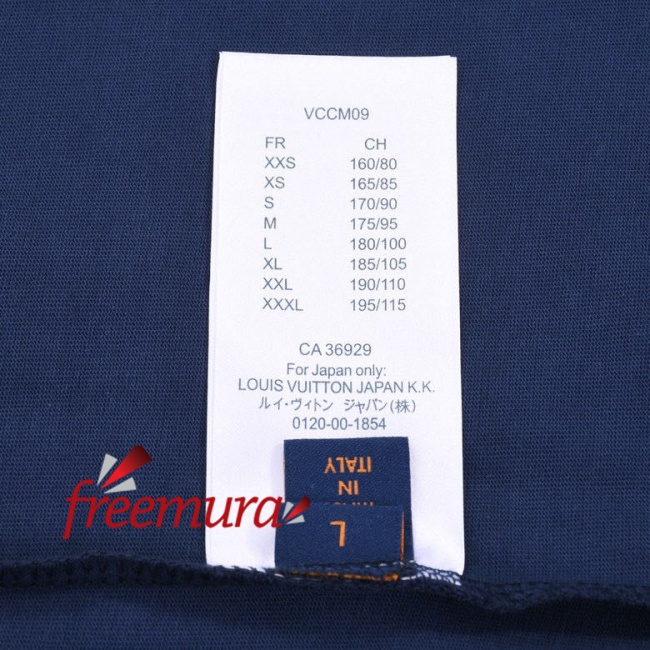 VCCM09
FR CH
XXS 160/80
XS 165/85
S 170/90
M 175/95
L 180/100
XL 185/105
XXL 190/110
XXXL 195/115
CA 36929
For Japan only:
LOUIS VUITTON JAPAN K.K.
ルイ・ヴィトン ジャパン(株)
0120-00-1854
ITALY
IN
L
freemura